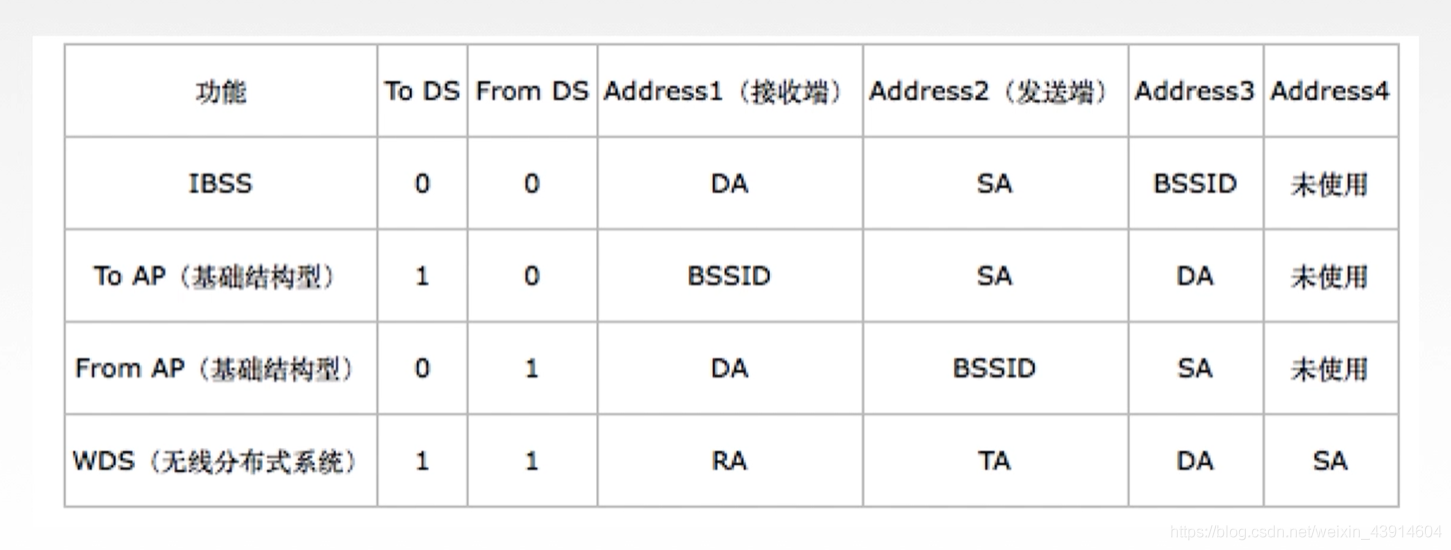 功能 To DS From DS Address1（接收端） Address2（发送端） Address3 Address4
IBSS 0 0 DA SA BSSID 未使用
To AP（基础结构型） 1 0 BSSID SA DA 未使用
From AP（基础结构型） 0 1 DA BSSID SA 未使用
WDS（无线分布式系统） 1 1 RA TA DA SA
https://blog.csdn.net/weixin_43914604